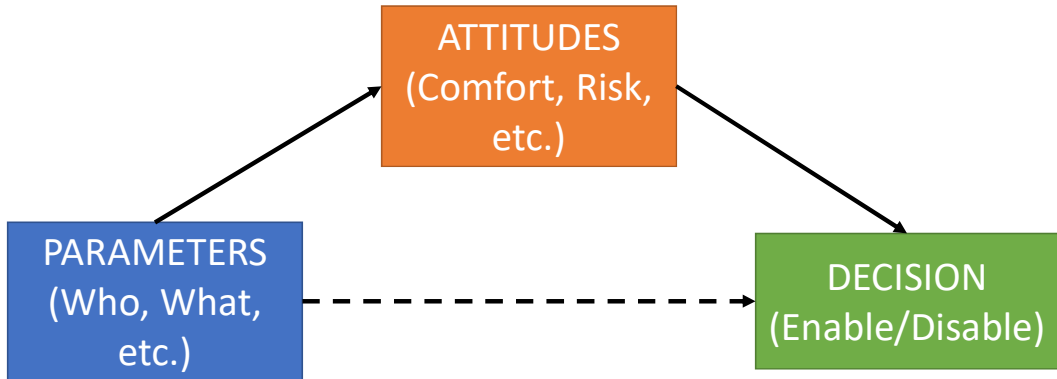 ATTITUDES
(Comfort, Risk,
etc.)
PARAMETERS
(Who, What,
etc.)
DECISION
(Enable/Disable)